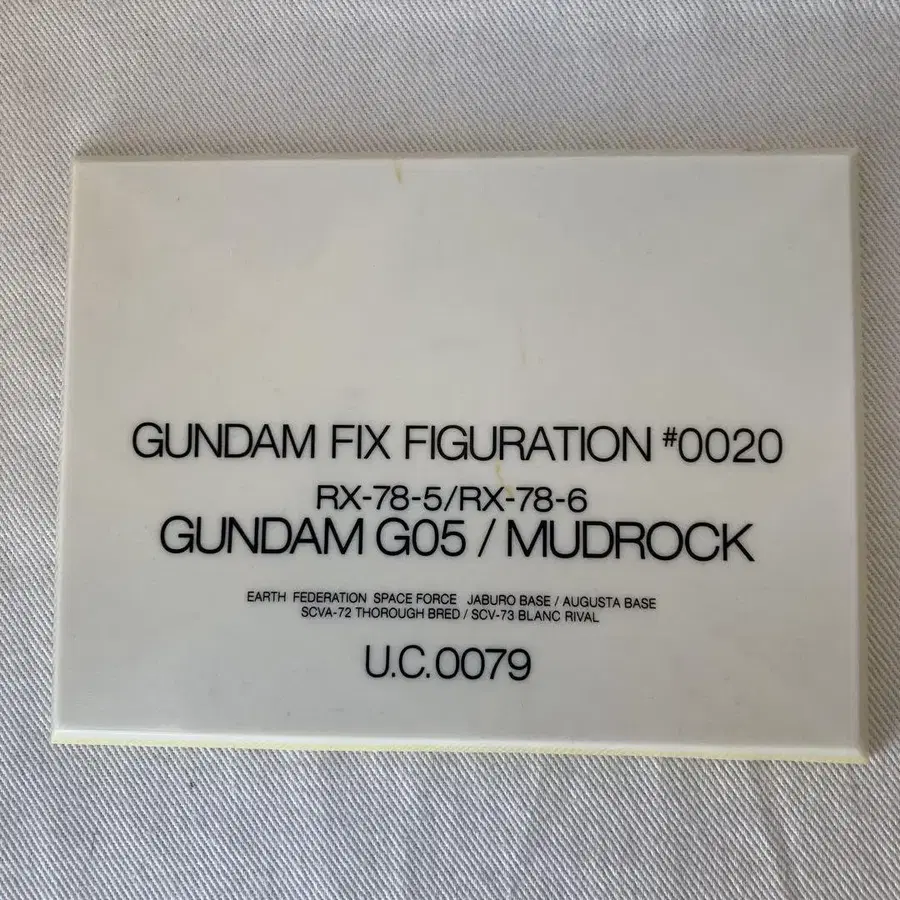 GUNDAM FIX FIGURATION #0020
RX-78-5/RX-78-6
GUNDAM G05 / MUDROCK
EARTH FEDERATION SPACE FORCE JABURO BASE / AUGUSTA BASE
SCVA-72 THOROUGH BRED / SCV-73 BLANC RIVAL
U.C.0079